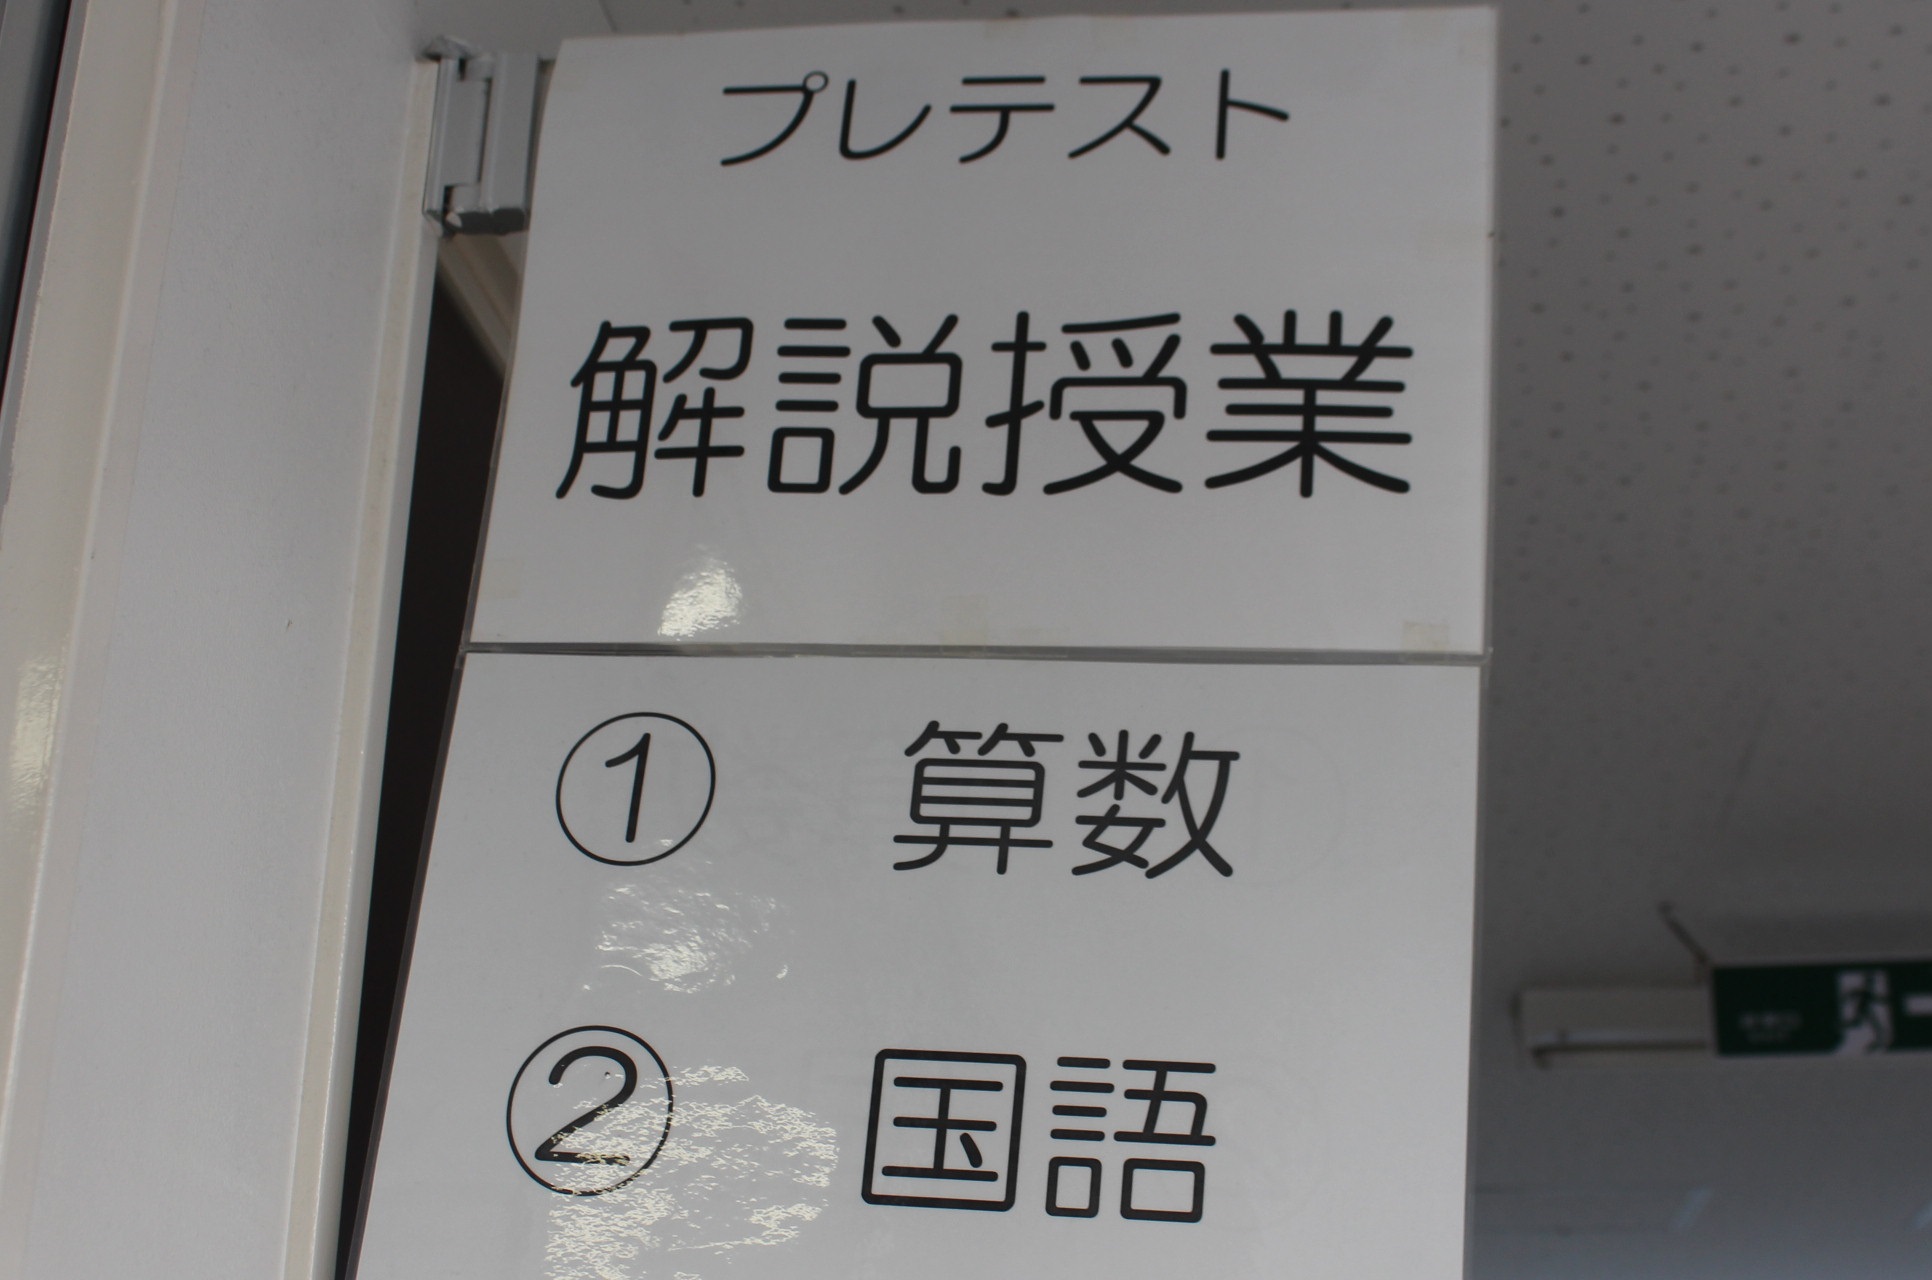 プレテスト
解説授業
① 算数
② 国語